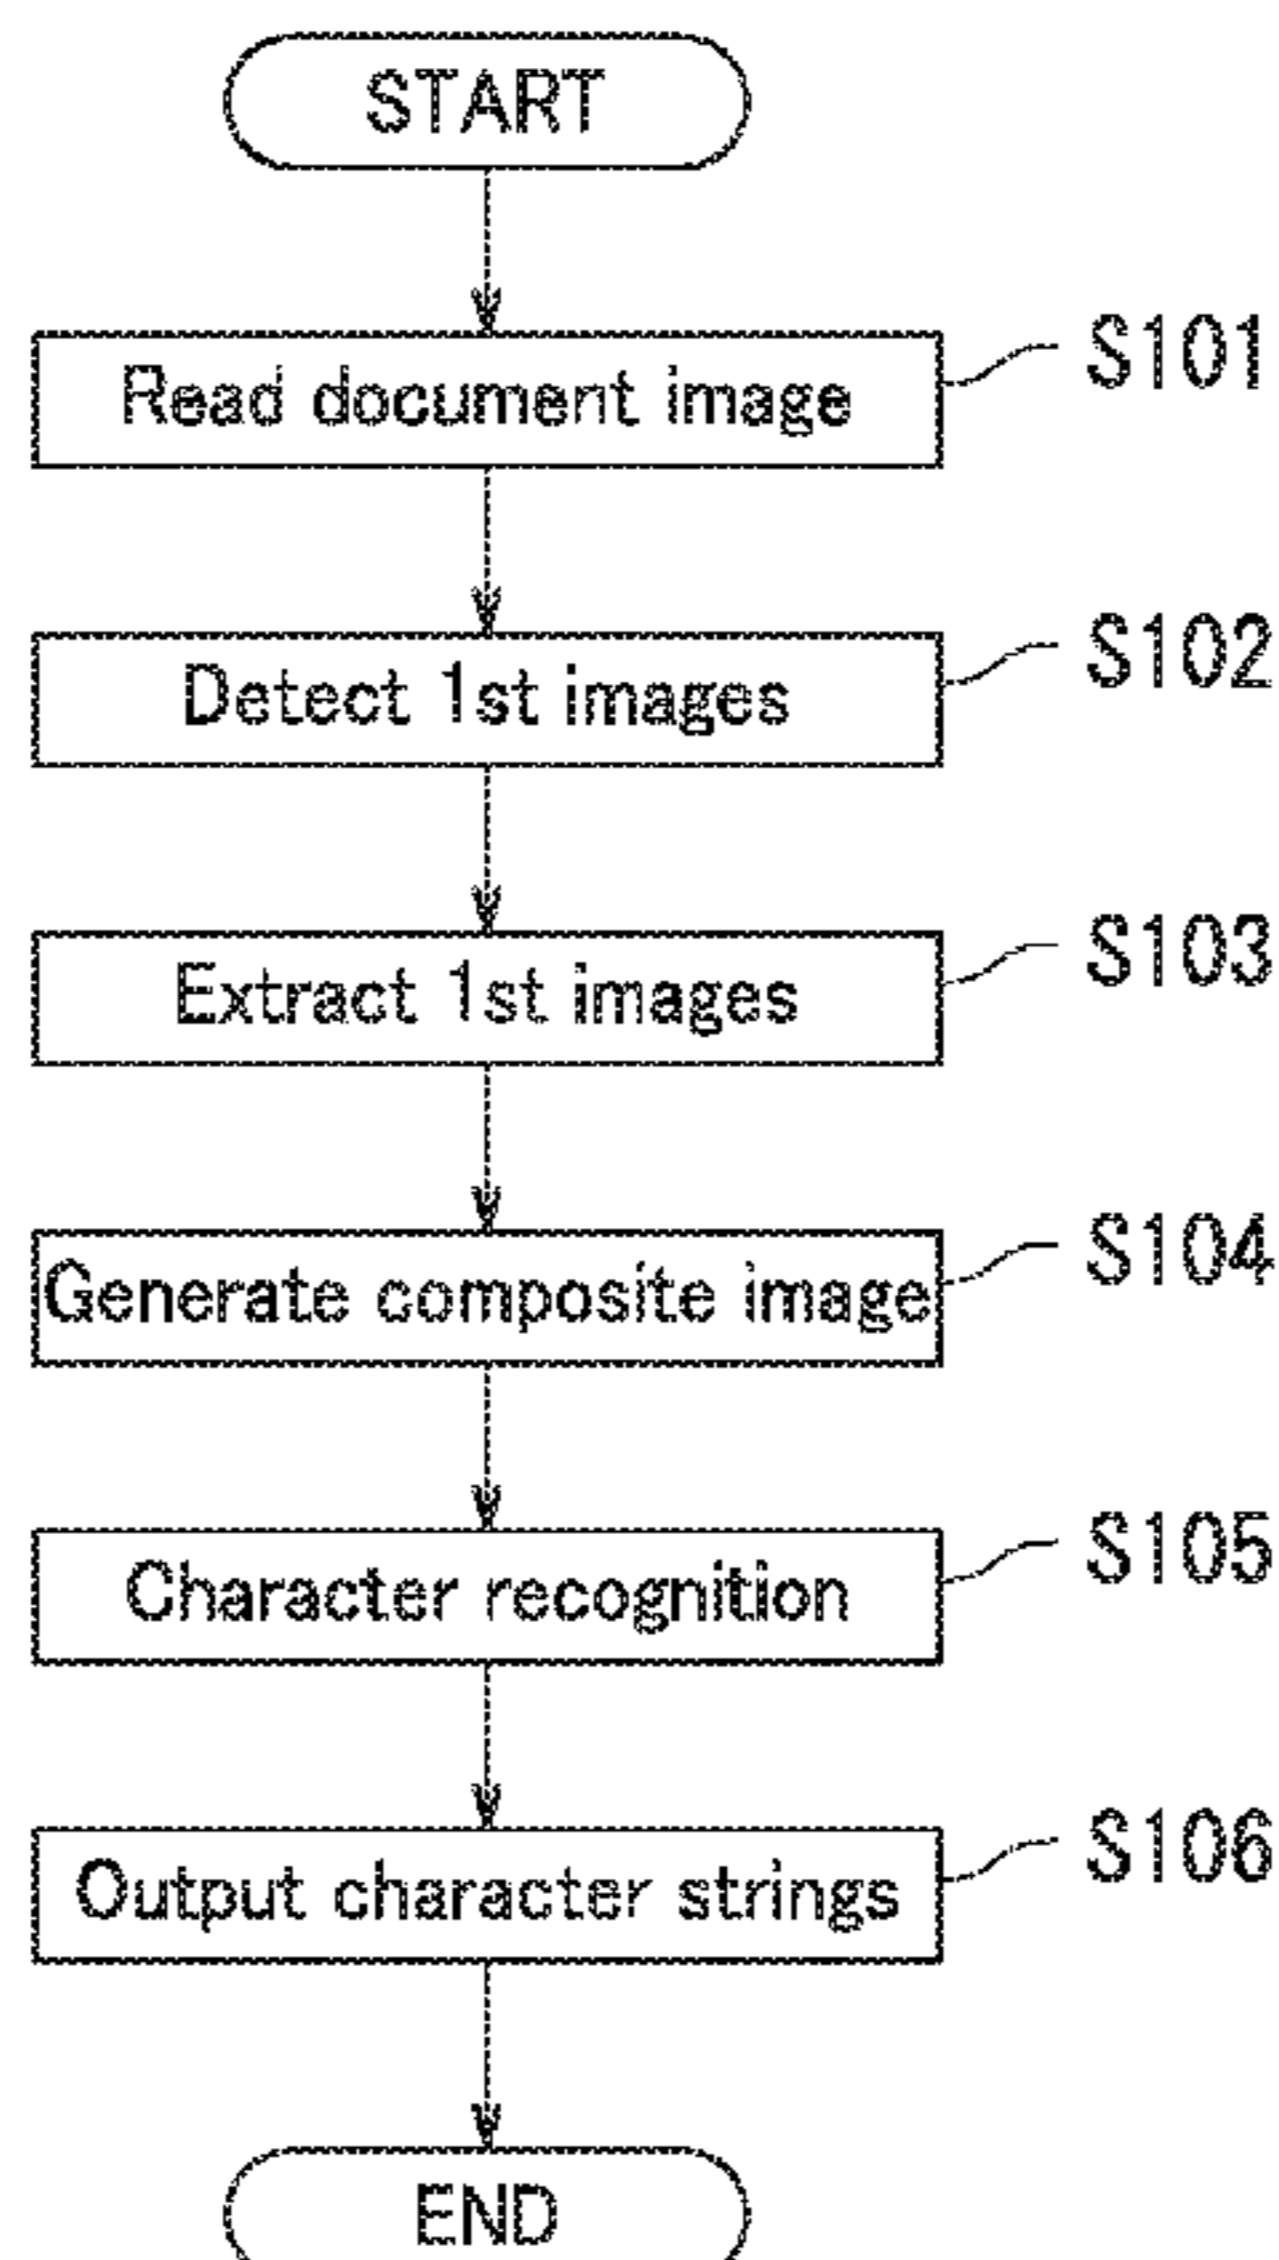 START
Read document image
S101
Detect 1st images
S102
Extract 1st images
S103
Generate composite image
S104
Character recognition
S105
Output character strings
S106
END